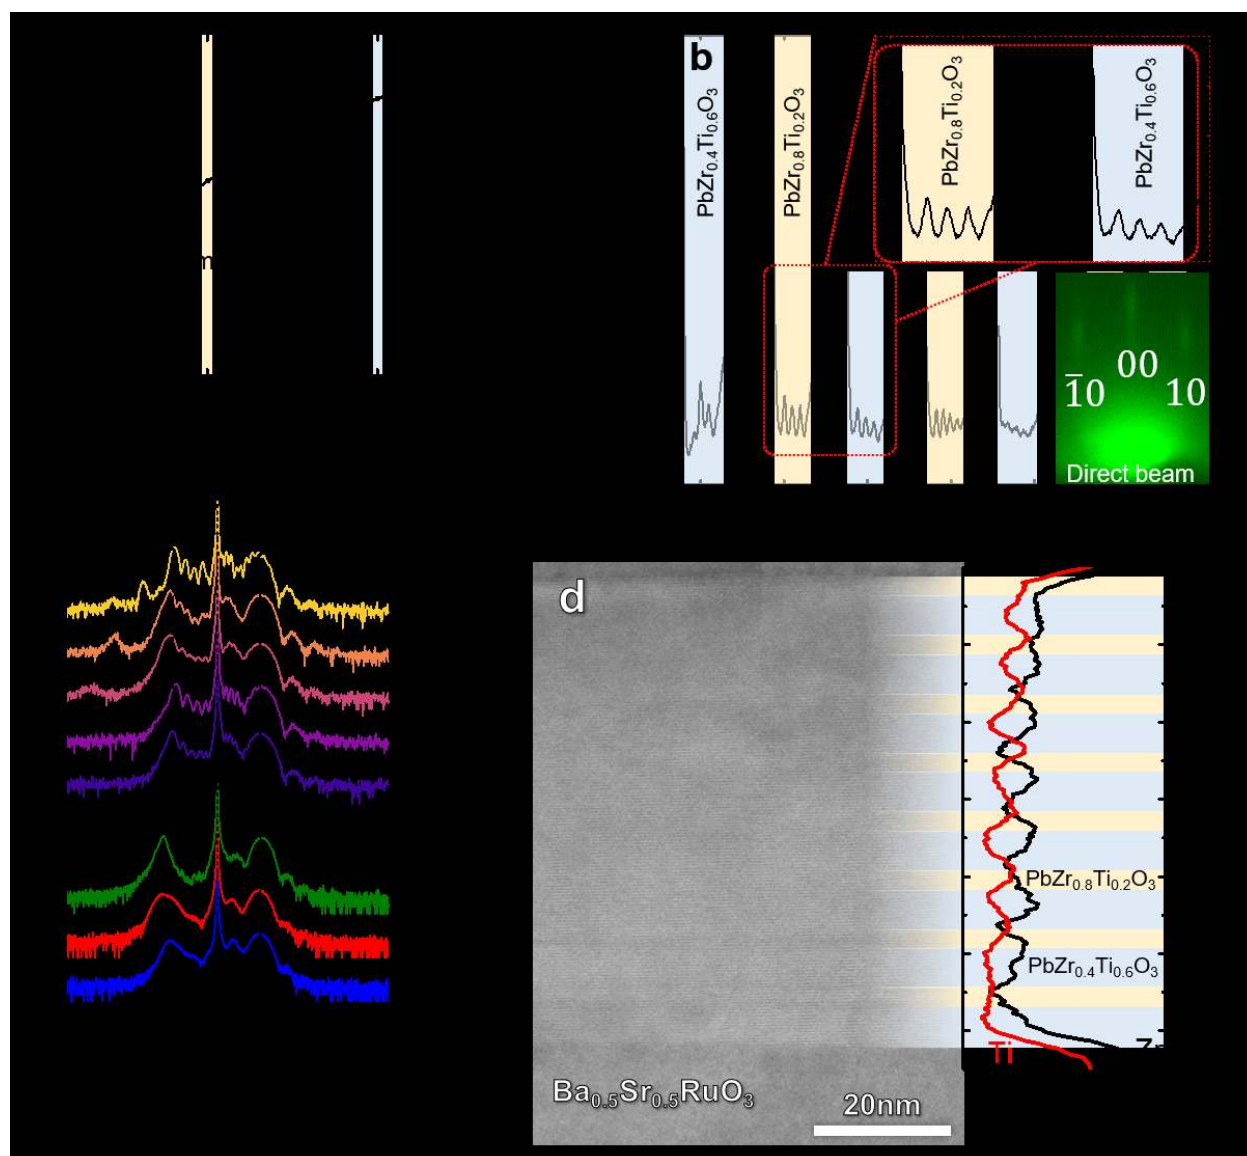 b
PbZr₀.₄Ti₀.₆O₃
PbZr₀.₈Ti₀.₂O₃
PbZr₀.₈Ti₀.₂O₃
PbZr₀.₄Ti₀.₆O₃
1̅0
00
10
Direct beam
d
PbZr₀.₈Ti₀.₂O₃
PbZr₀.₄Ti₀.₆O₃
Ti
Ba₀.₅Sr₀.₅RuO₃
20nm